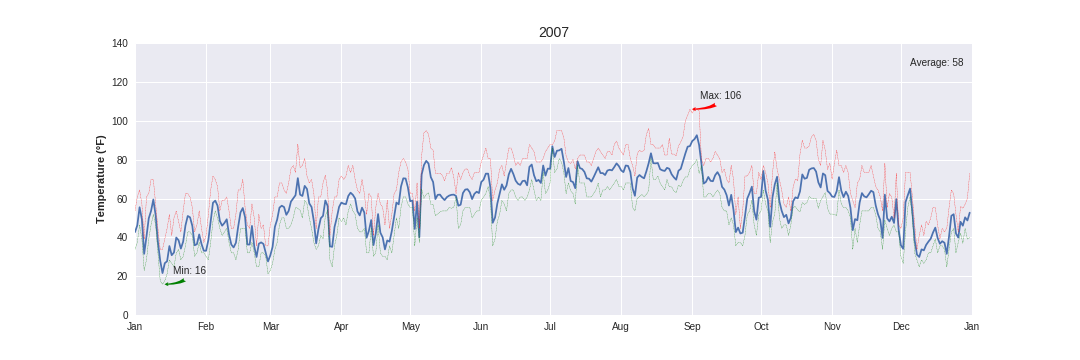 2007
140
120
100
80
60
40
20
0
Temperature (°F)
Average: 58
Max: 106
Min: 16
Jan Feb Mar Apr May Jun Jul Aug Sep Oct Nov Dec Jan